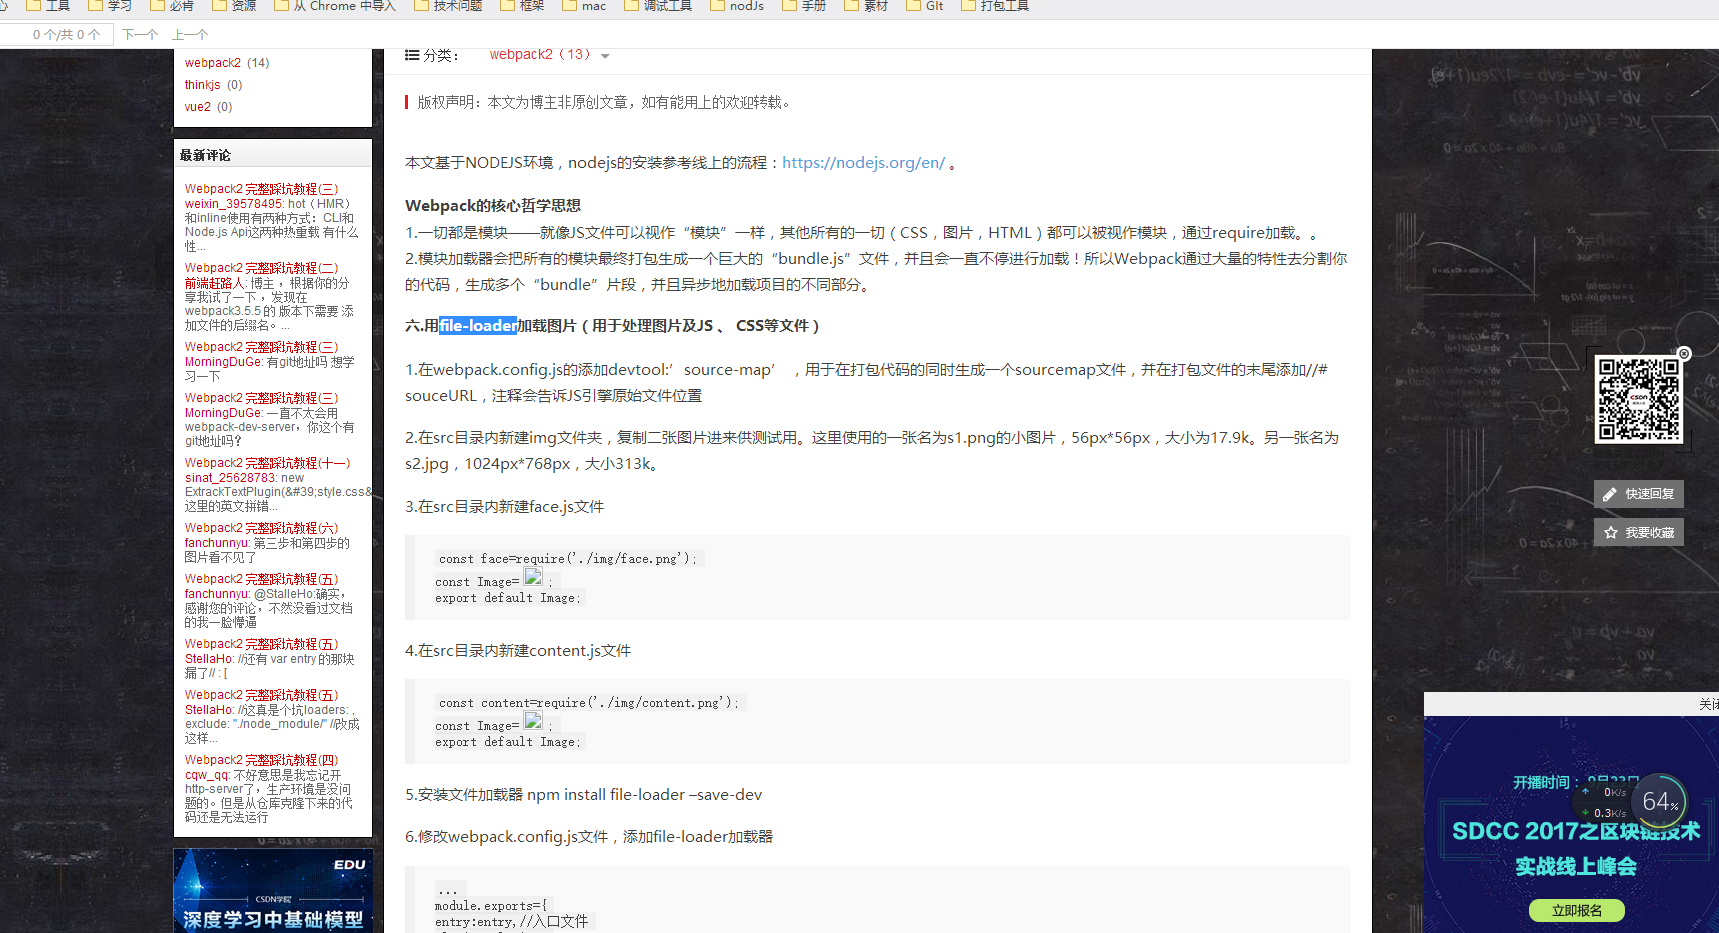 心 工具 学习 必肯 资源 从 Chrome 中导入 技术问题 框架 mac 调试工具 nodJs 手册 素材 GIt 打包工具
0 个/共 0 个 下一个 上一个
webpack2 (14)
thinkjs (0)
vue2 (0)
最新评论
Webpack2 完整踩坑教程(三)
weixin_39578495: hot（HMR）
和inline使用有两种方式：CLI和
Node.js Api这两种热重载 有什么
性...
Webpack2 完整踩坑教程(二)
前端赶路人: 博主 ，根据你的分
享我试了一下 ，发现在
webpack3.5.5 的 版本下需要 添
加文件的后缀名。...
Webpack2 完整踩坑教程(三)
MorningDuGe: 有git地址吗 想学
习一下
Webpack2 完整踩坑教程(三)
MorningDuGe: 一直不太会用
webpack-dev-server，你这个有
git地址吗？
Webpack2 完整踩坑教程(十一)
sinat_25628783: new
ExtrackTextPlugin(&#39;style.css&
这里的英文拼错...
Webpack2 完整踩坑教程(六)
fanchunnyu: 第三步和第四步的
图片看不见了
Webpack2 完整踩坑教程(五)
fanchunnyu: @StalleHo:确实，
感谢您的评论，不然没看过文档
的我一脸懵逼
Webpack2 完整踩坑教程(五)
StellaHo: //还有 var entry 的那块
漏了// : [
Webpack2 完整踩坑教程(五)
StellaHo: //这真是个坑loaders: ,
exclude: "./node_module/" //改成
这样...
Webpack2 完整踩坑教程(四)
cqw_qq: 不好意思是我忘记开
http-server了，生产环境是没问
题的。但是从仓库克隆下来的代
码还是无法运行
EDU
CSDN学院
深度学习中基础模型
分类： webpack2（13）
版权声明：本文为博主非原创文章，如有能用上的欢迎转载。
本文基于NODEJS环境，nodejs的安装参考线上的流程：https://nodejs.org/en/ 。
Webpack的核心哲学思想
1.一切都是模块——就像JS文件可以视作“模块”一样，其他所有的一切（CSS，图片，HTML）都可以被视作模块，通过require加载。。
2.模块加载器会把所有的模块最终打包生成一个巨大的“bundle.js”文件，并且会一直不停进行加载！所以Webpack通过大量的特性去分割你
的代码，生成多个“bundle”片段，并且异步地加载项目的不同部分。
六.用file-loader加载图片（用于处理图片及JS 、 CSS等文件）
1.在webpack.config.js的添加devtool:’source-map’ ，用于在打包代码的同时生成一个sourcemap文件，并在打包文件的末尾添加//#
souceURL，注释会告诉JS引擎原始文件位置
2.在src目录内新建img文件夹，复制二张图片进来供测试用。这里使用的一张名为s1.png的小图片，56px*56px，大小为17.9k。另一张名为
s2.jpg，1024px*768px，大小313k。
3.在src目录内新建face.js文件
const face=require('./img/face.png');
const Image= ;
export default Image;
4.在src目录内新建content.js文件
const content=require('./img/content.png');
const Image= ;
export default Image;
5.安装文件加载器 npm install file-loader –save-dev
6.修改webpack.config.js文件，添加file-loader加载器
...
module.exports={
entry:entry,//入口文件
csdn
快速回复
我要收藏
关闭
开播时间： 9月23日
0K/s
0.3K/s
64%
SDCC 2017之区块链技术
实战线上峰会
立即报名